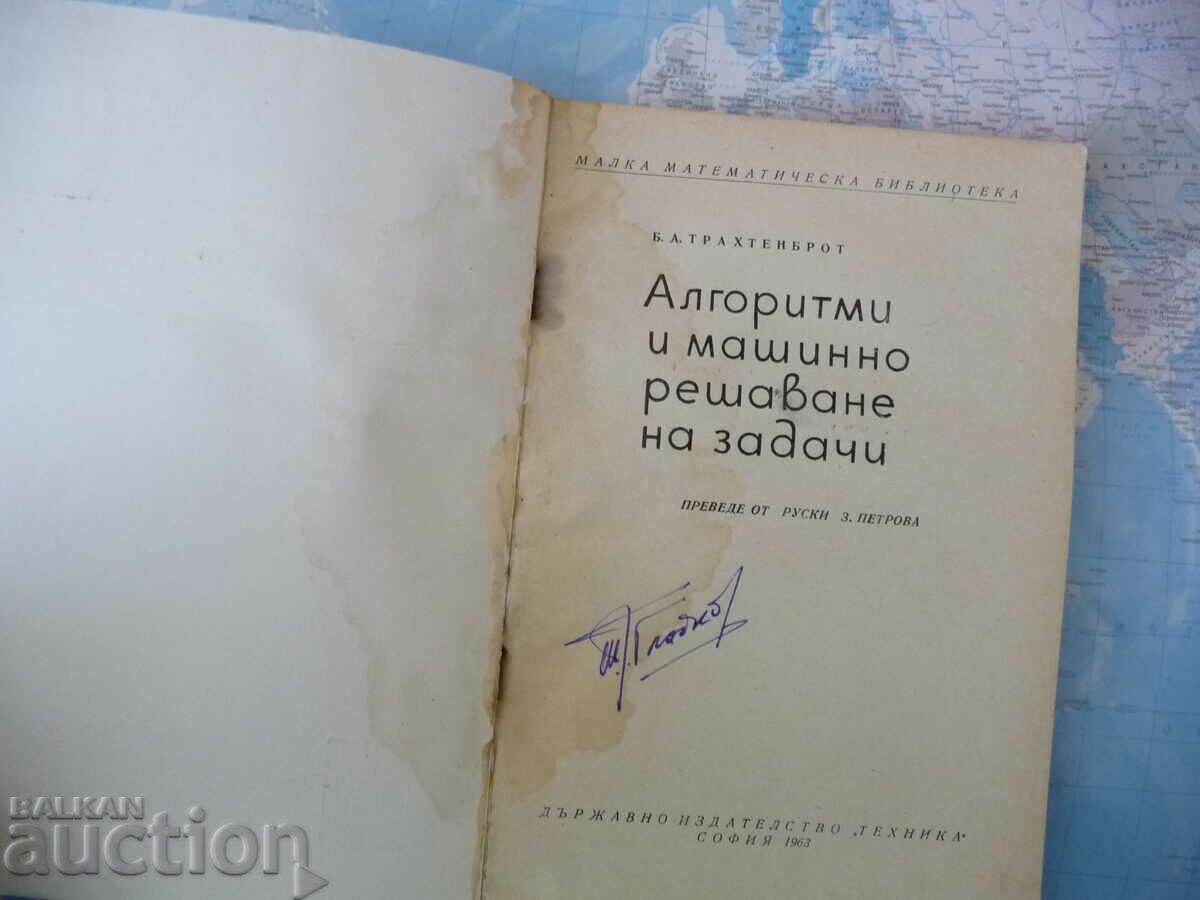 МАЛКА МАТЕМАТИЧЕСКА БИБЛИОТЕКА
Б. А. ТРАХТЕНБРОТ
Алгоритми
и машинно
решаване
на задачи
ПРЕВЕДЕ ОТ РУСКИ З. ПЕТРОВА
ДЪРЖАВНО ИЗДАТЕЛСТВО „ТЕХНИКА“
СОФИЯ 1963
BALKAN
auction